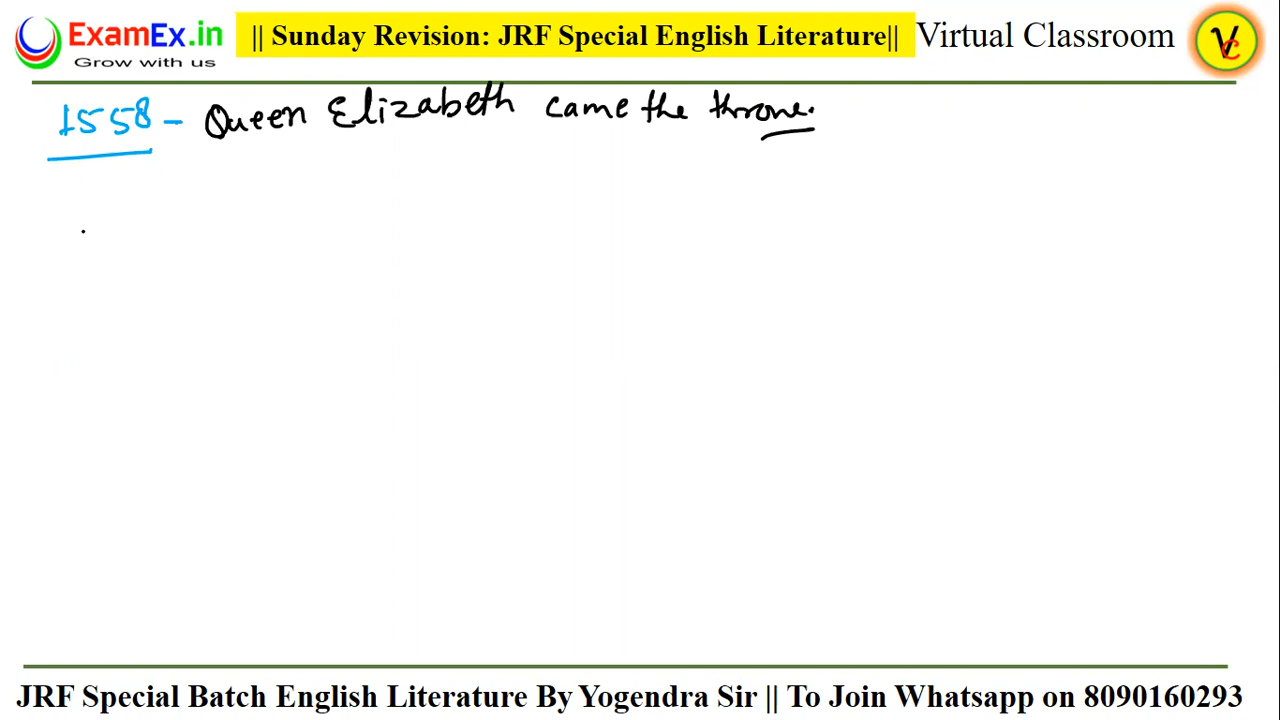 ExamEx.in
Grow with us
|| Sunday Revision: JRF Special English Literature||
Virtual Classroom
VC
1558 - Queen Elizabeth came the throne.
JRF Special Batch English Literature By Yogendra Sir || To Join Whatsapp on 8090160293